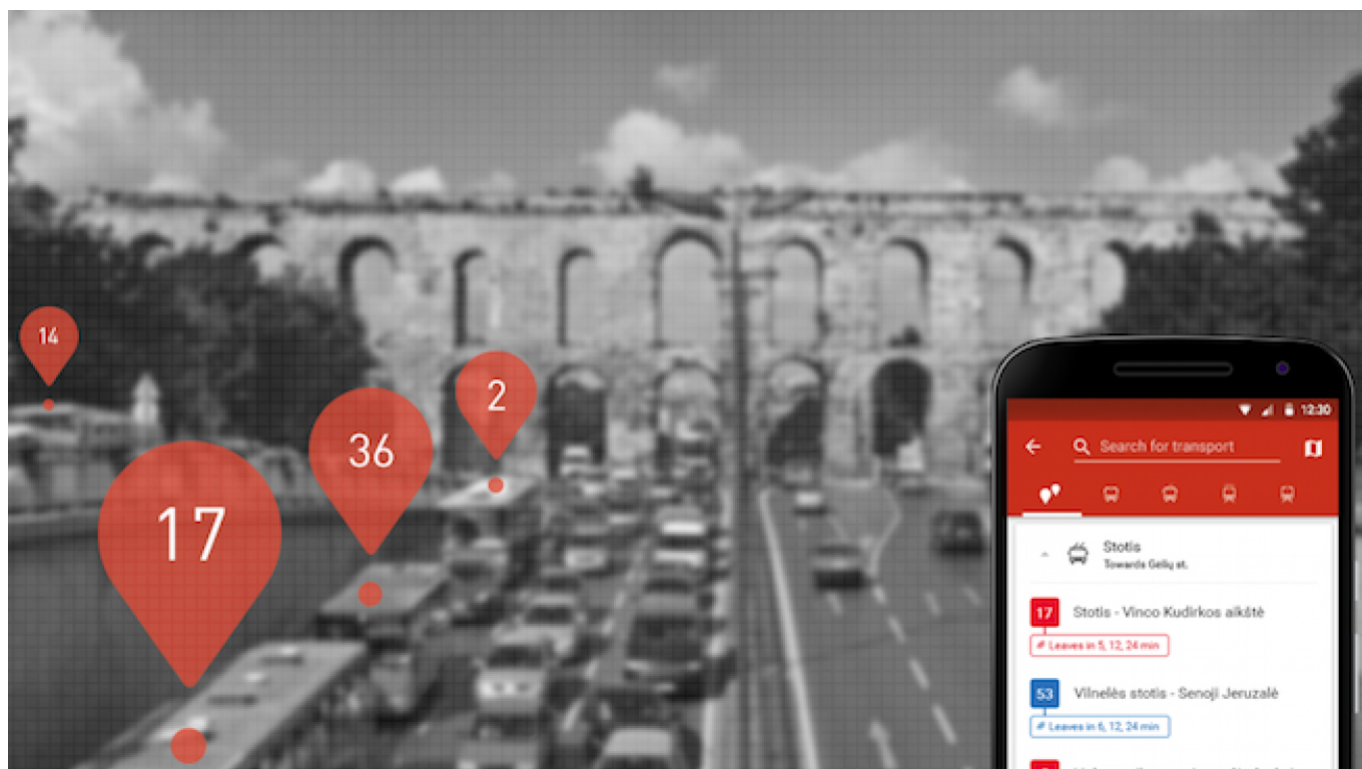 14
2
36
17
12:30
Search for transport
Stotis
Towards Gėlių st.
17 Stotis - Vinco Kudirkos aikštė
Leaves in 5, 12, 24 min
53 Vilnelės stotis - Senoji Jeruzalė
Leaves in 6, 12, 24 min